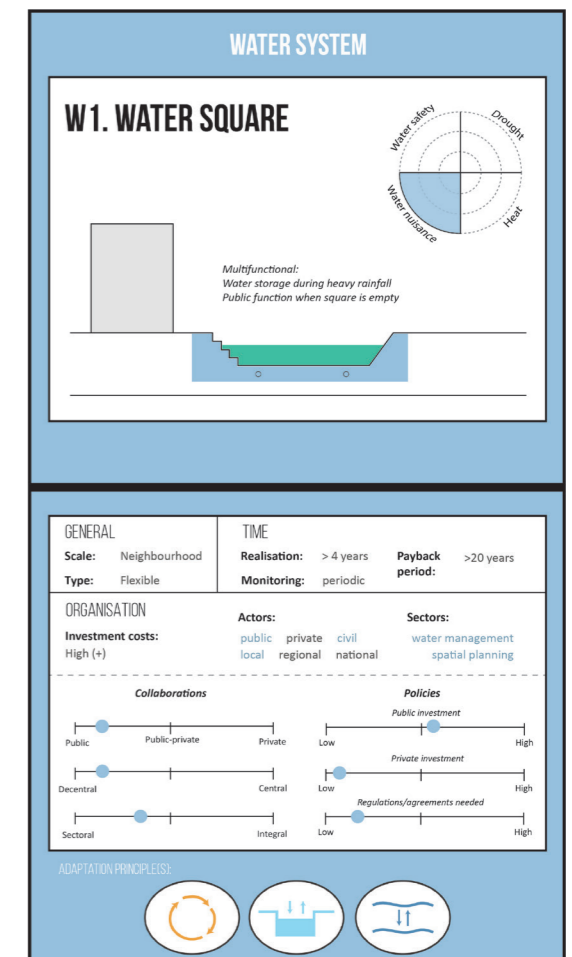 WATER SYSTEM
W1. WATER SQUARE
Water safety
Drought
Water nuisance
Heat
Multifunctional:
Water storage during heavy rainfall
Public function when square is empty
GENERAL
Scale: Neighbourhood
Type: Flexible
TIME
Realisation: > 4 years
Monitoring: periodic
Payback period: >20 years
ORGANISATION
Investment costs:
High (+)
Actors:
public private civil
local regional national
Sectors:
water management
spatial planning
Collaborations
Public Public-private Private
Decentral Central
Sectoral Integral
Policies
Public investment
Low High
Private investment
Low High
Regulations/agreements needed
Low High
ADAPTATION PRINCIPLE(S):